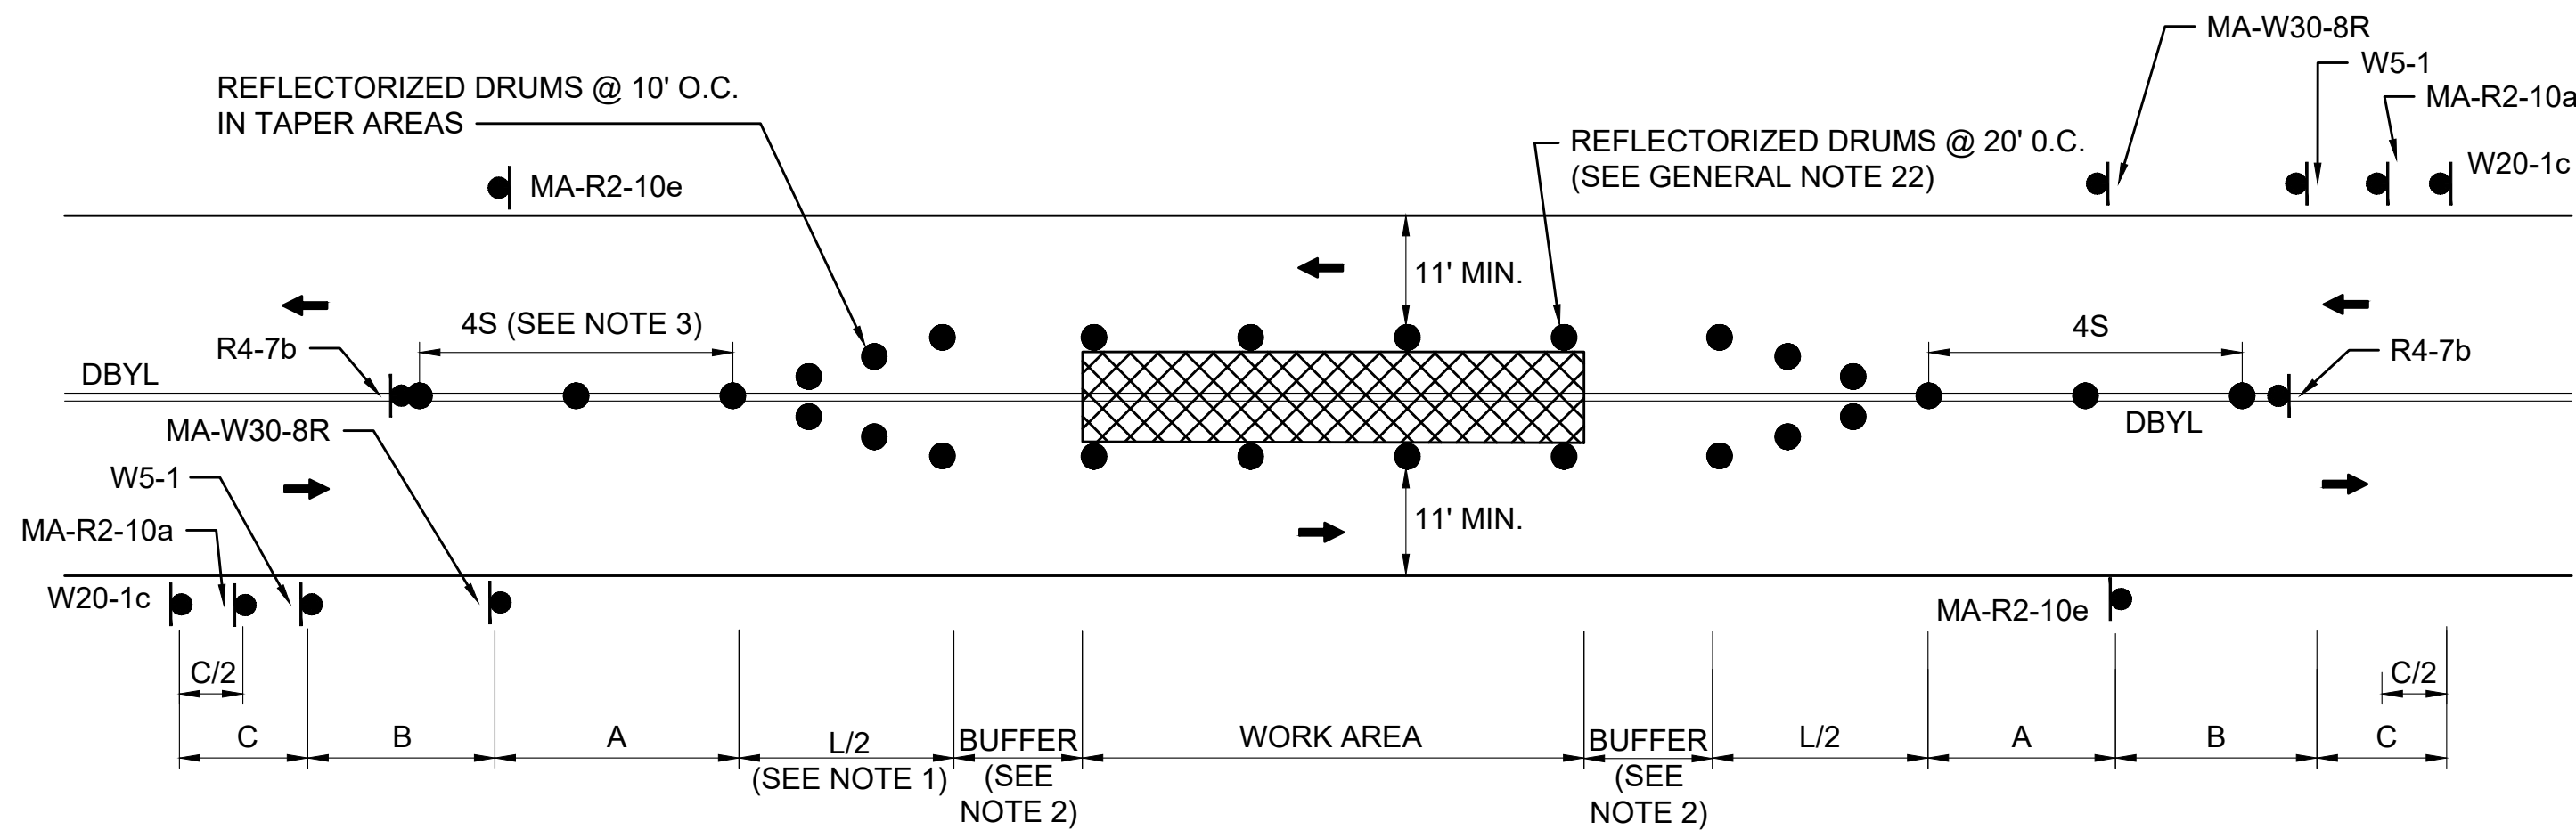 MA-W30-8R
W5-1
MA-R2-10a
W20-1c
REFLECTORIZED DRUMS @ 10' O.C.
IN TAPER AREAS
MA-R2-10e
REFLECTORIZED DRUMS @ 20' 0.C.
(SEE GENERAL NOTE 22)
11' MIN.
4S (SEE NOTE 3)
4S
R4-7b
R4-7b
DBYL
DBYL
MA-W30-8R
W5-1
MA-R2-10a
W20-1c
11' MIN.
MA-R2-10e
C/2
C/2
C
B
A
L/2
(SEE NOTE 1)
BUFFER
(SEE
NOTE 2)
WORK AREA
BUFFER
(SEE
NOTE 2)
L/2
A
B
C